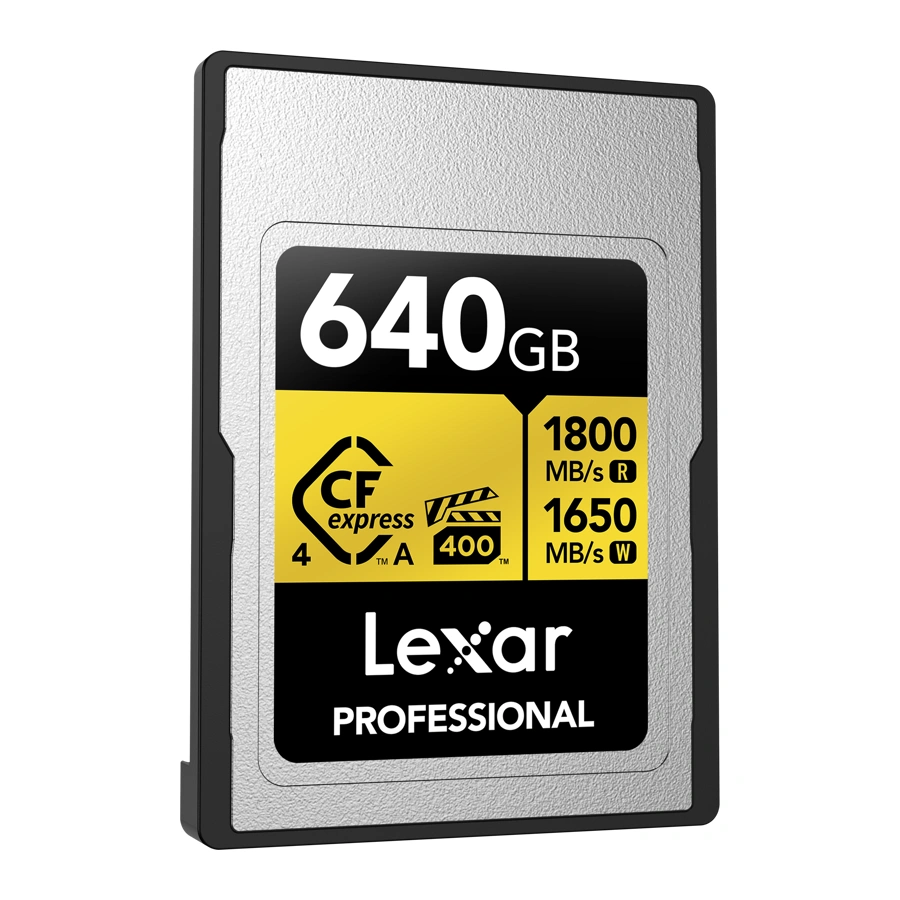 640GB
1800
MB/s R
1650
MB/s W
CF
express
4 ™ A
400 ™
Lexar
PROFESSIONAL